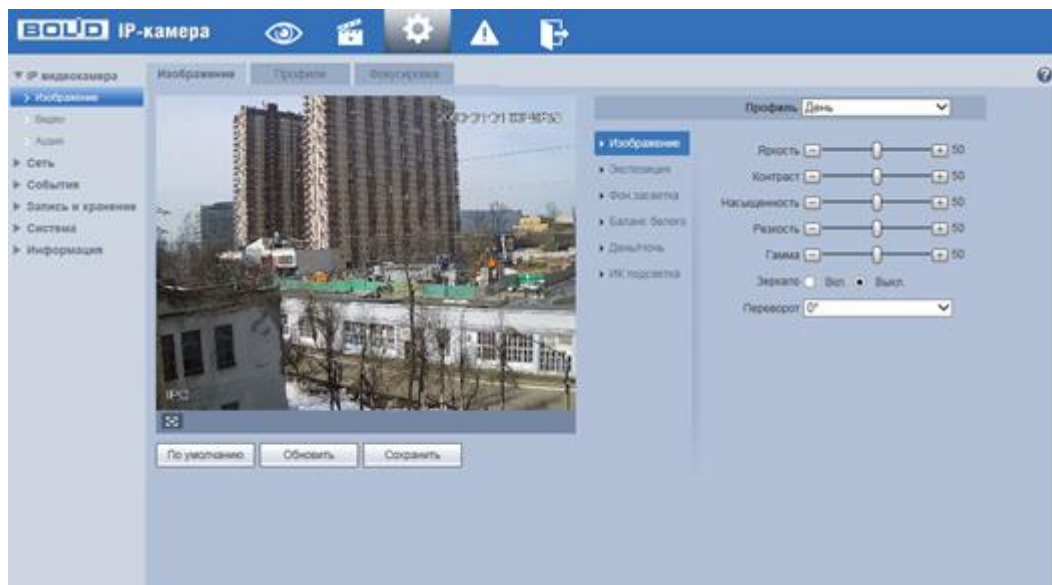 BOLID IP-камера
IP видеокамера
Изображение
Видео
Аудио
Сеть
События
Запись и хранение
Система
Информация
Изображение
Профили
Фокусировка
IPC
По умолчанию
Обновить
Сохранить
Профиль День
Изображение
Экспозиция
Фон.засветка
Баланс белого
День/ночь
ИК подсветка
Яркость 50
Контраст 50
Насыщенность 50
Резкость 50
Гамма 50
Зеркало Вкл. Выкл.
Переворот 0°